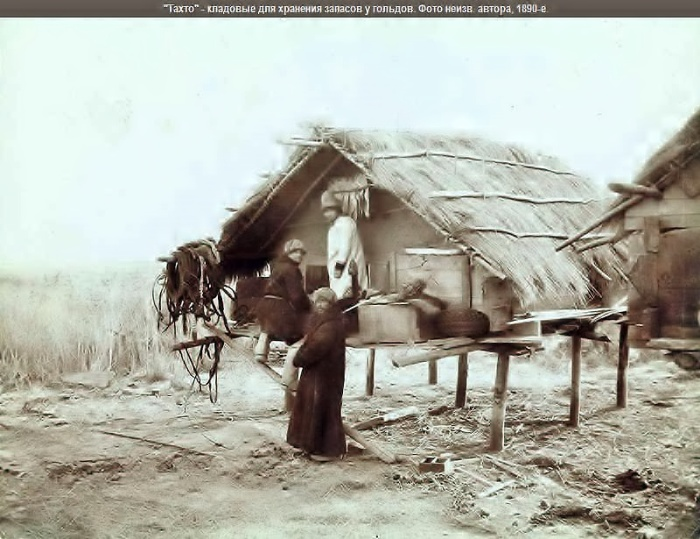 "Тахто" - кладовые для хранения запасов у гольдов. Фото неизв. автора, 1890-е.